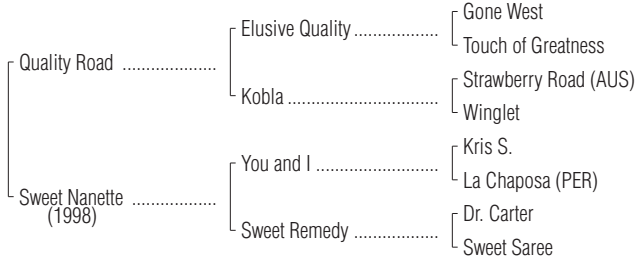 Gone West
Elusive Quality ..................
Touch of Greatness
Quality Road ....................
Strawberry Road (AUS)
Kobla ................................
Winglet
Kris S.
You and I ..........................
La Chaposa (PER)
Sweet Nanette ..................
(1998)
Dr. Carter
Sweet Remedy ...................
Sweet Saree